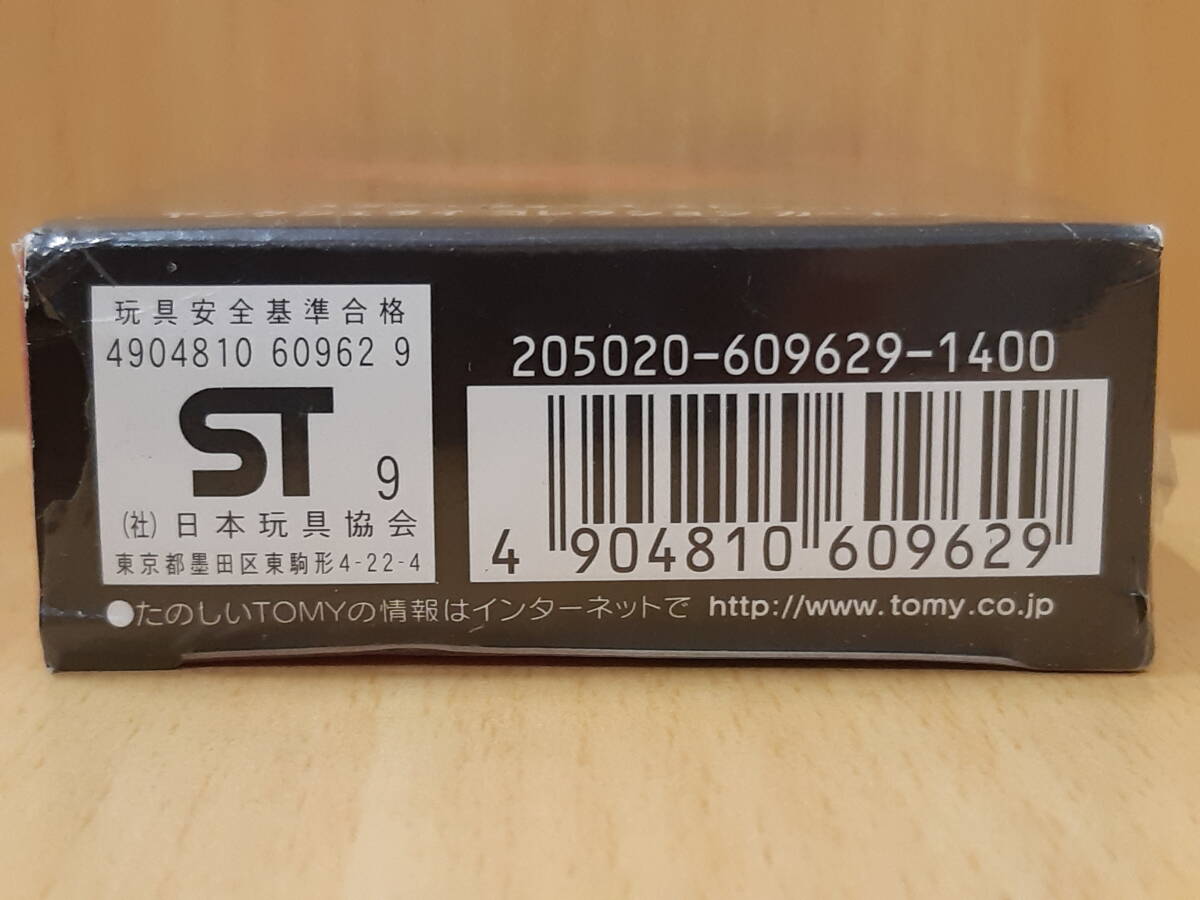 玩具安全基準合格
4904810 60962 9
ST 9
(社)日本玩具協会
東京都墨田区東駒形4-22-4
205020-609629-1400
4 904810 609629
●たのしいTOMYの情報はインターネットで http://www.tomy.co.jp